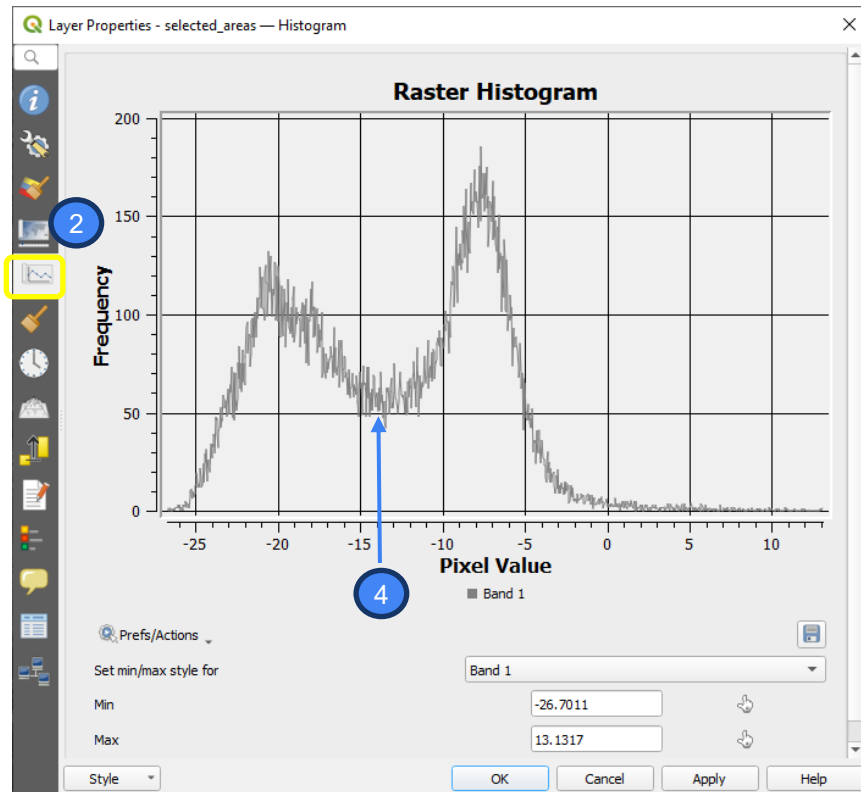 Layer Properties - selected_areas — Histogram
Raster Histogram
200
150
100
50
0
Frequency
-25 -20 -15 -10 -5 0 5 10
Pixel Value
Band 1
2
4
Prefs/Actions
Set min/max style for Band 1
Min -26.7011
Max 13.1317
Style OK Cancel Apply Help